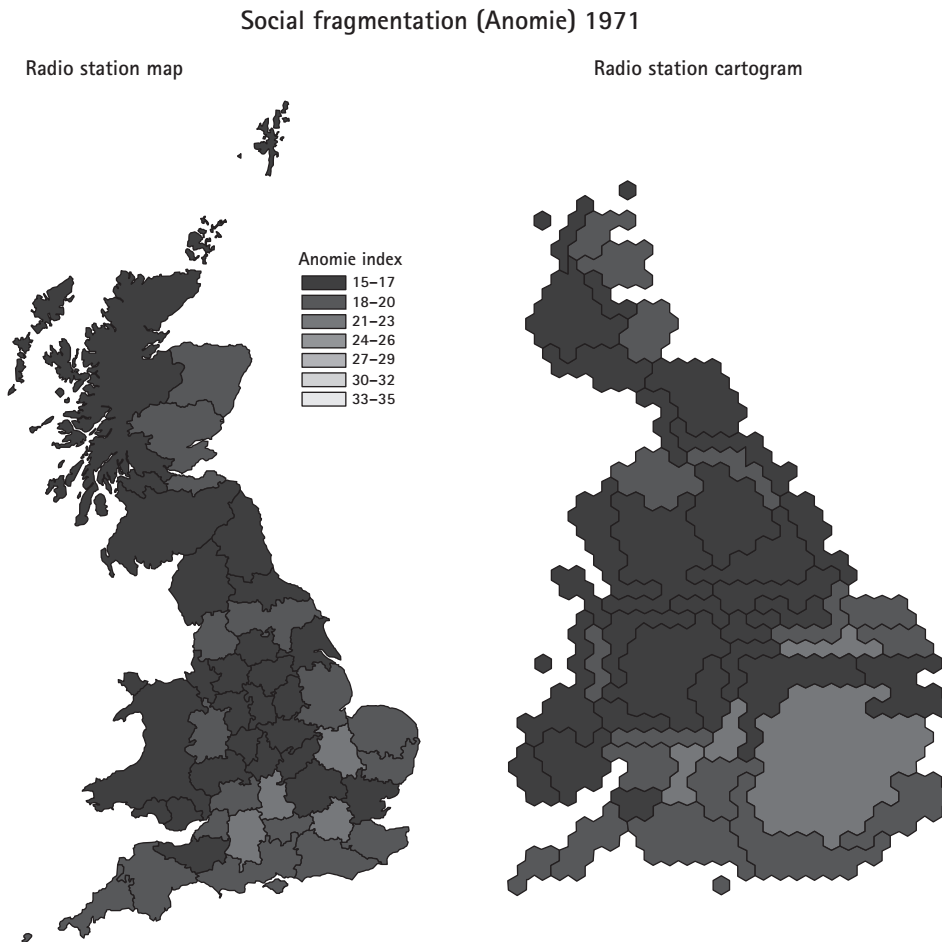 Social fragmentation (Anomie) 1971
Radio station map
Radio station cartogram
Anomie index
15–17
18–20
21–23
24–26
27–29
30–32
33–35